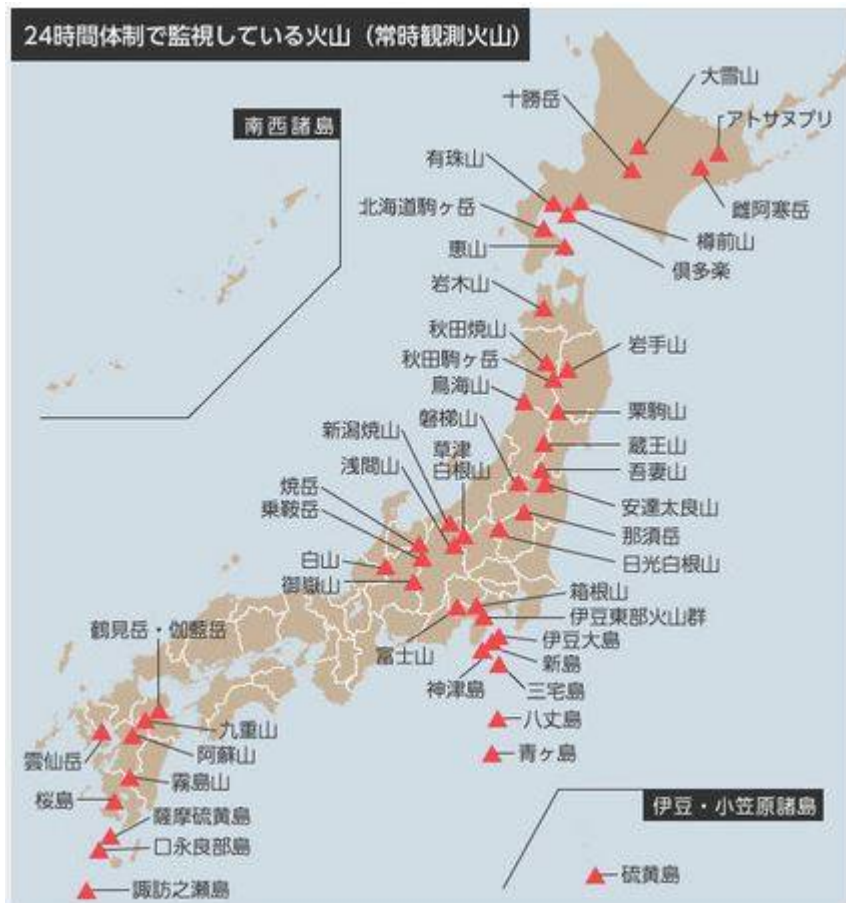 24時間体制で監視している火山（常時観測火山）
南西諸島
大雪山
十勝岳
アトサヌプリ
有珠山
雌阿寒岳
北海道駒ヶ岳
樽前山
恵山
倶多楽
岩木山
秋田焼山
岩手山
秋田駒ヶ岳
鳥海山
栗駒山
磐梯山
新潟焼山
草津
白根山
蔵王山
浅間山
吾妻山
焼岳
安達太良山
乗鞍岳
那須岳
白山
日光白根山
御嶽山
箱根山
伊豆東部火山群
鶴見岳・伽藍岳
富士山
伊豆大島
新島
神津島
三宅島
八丈島
九重山
雲仙岳
阿蘇山
青ヶ島
霧島山
桜島
薩摩硫黄島
伊豆・小笠原諸島
口永良部島
硫黄島
諏訪之瀬島